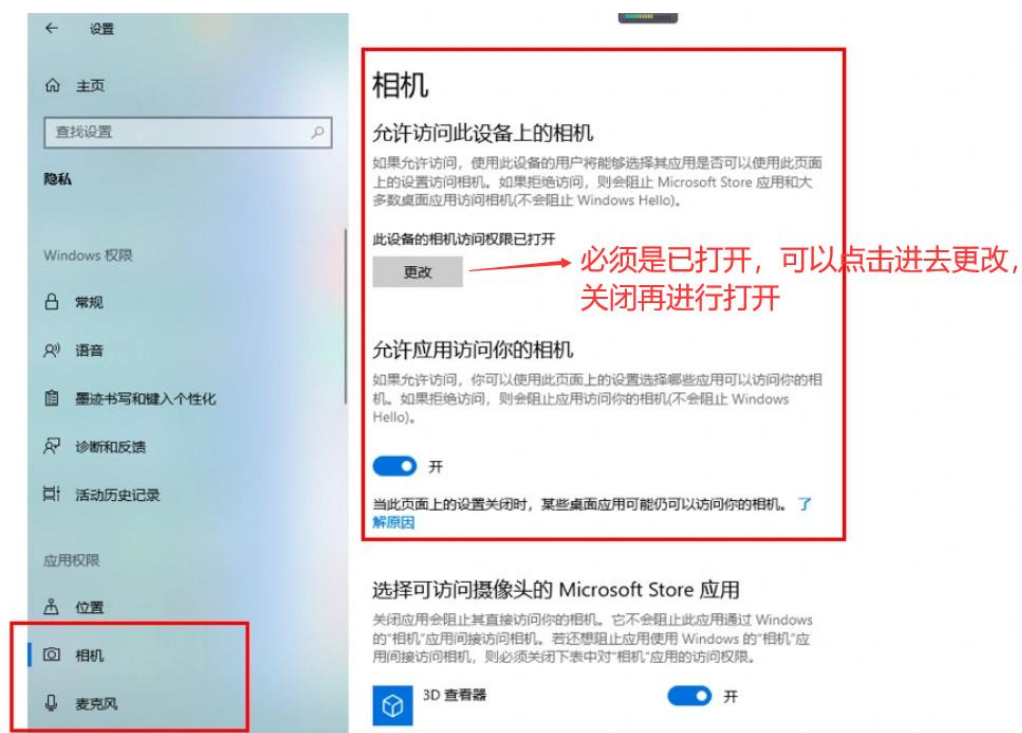 设置
主页
查找设置
隐私
Windows 权限
常规
语音
墨迹书写和键入个性化
诊断和反馈
活动历史记录
应用权限
位置
相机
麦克风
相机
允许访问此设备上的相机
如果允许访问，使用此设备的用户将能够选择其应用是否可以使用此页面
上的设置访问相机。如果拒绝访问，则会阻止 Microsoft Store 应用和大
多数桌面应用访问相机(不会阻止 Windows Hello)。
此设备的相机访问权限已打开
更改
必须是已打开，可以点击进去更改，
关闭再进行打开
允许应用访问你的相机
如果允许访问，你可以使用此页面上的设置选择哪些应用可以访问你的相
机。如果拒绝访问，则会阻止应用访问你的相机(不会阻止 Windows
Hello)。
开
当此页面上的设置关闭时，某些桌面应用可能仍可以访问你的相机。 了
解原因
选择可访问摄像头的 Microsoft Store 应用
关闭应用会阻止其直接访问你的相机。它不会阻止此应用通过 Windows
的"相机"应用间接访问相机。若还想阻止应用使用 Windows 的"相机"应
用间接访问相机，则必须关闭下表中对"相机"应用的访问权限。
3D 查看器
开